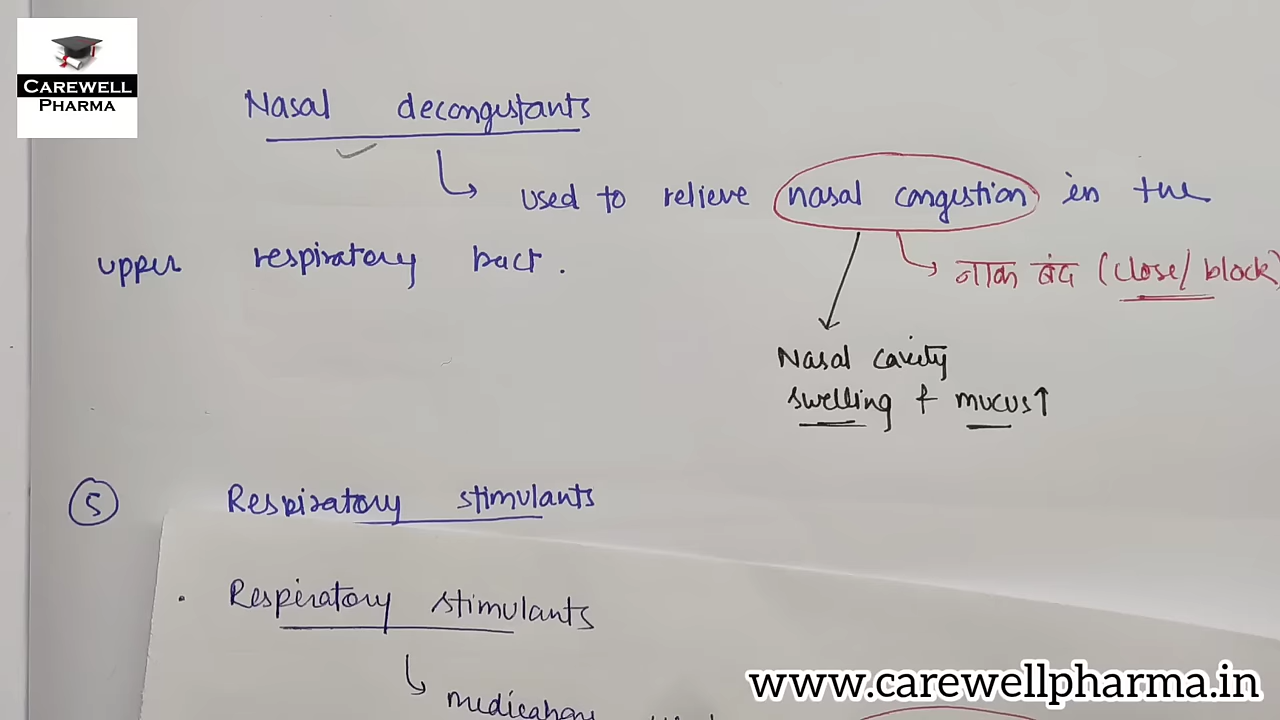 CAREWELL
PHARMA
Nasal decongestants
used to relieve nasal congestion in the
upper respiratory tract.
नाक बंद (close/block)
Nasal cavity
swelling + mucus↑
5 Respiratory stimulants
• Respiratory stimulants
medications
www.carewellpharma.in